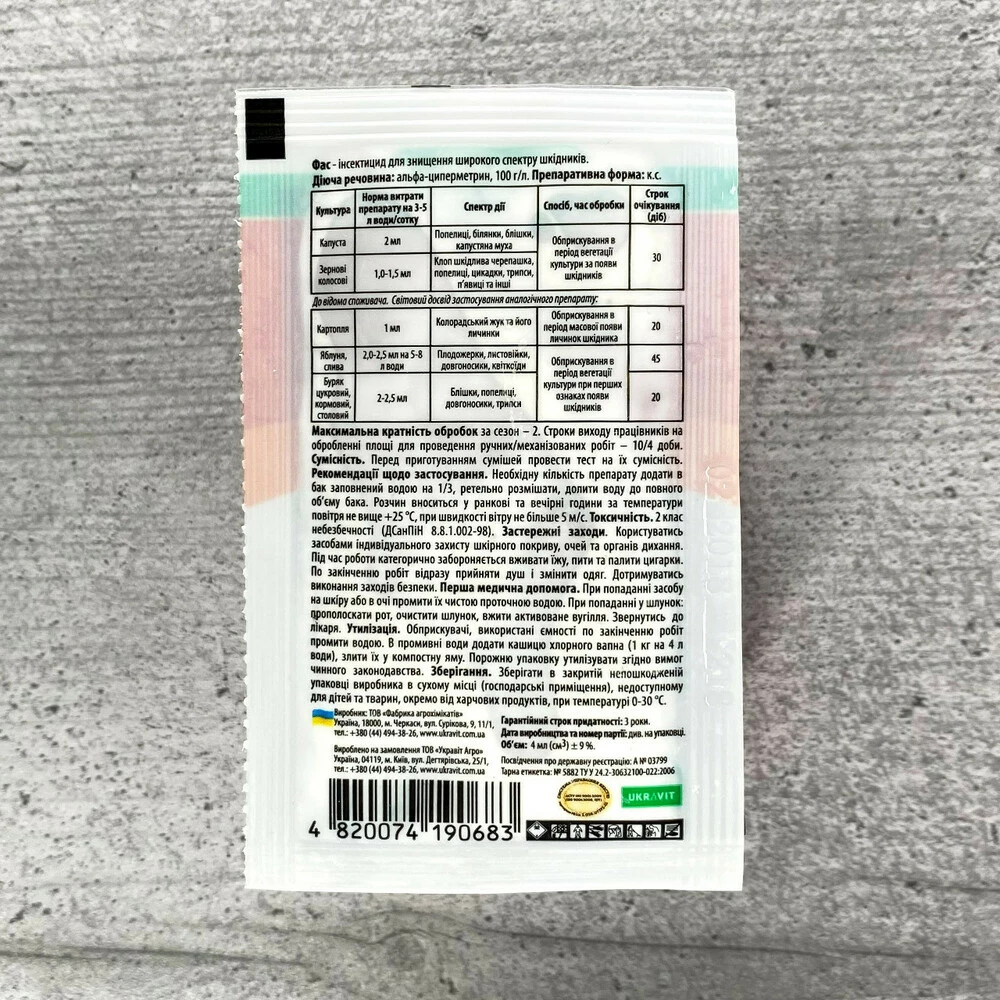 Фас - інсектицид для знищення широкого спектру шкідників.
Діюча речовина: альфа-циперметрин, 100 г/л. Препаративна форма: к.с.
Культура
Норма витрати препарату на 3-5 л води/сотку
Спектр дії
Спосіб, час обробки
Строк очікування (діб)
Капуста
2 мл
Попелиці, білянки, блішки, капустяна муха
Обприскування в період вегетації культури за появи шкідників
30
Зернові колосові
1,0-1,5 мл
Клоп шкідлива черепашка, попелиці, цикадки, трипси, п'явиці та інші
До відома споживача. Світовий досвід застосування аналогічного препарату:
Картопля
1 мл
Колорадський жук та його личинки
Обприскування в період масової появи личинок шкідника
20
Яблуня, слива
2,0-2,5 мл на 5-8 л води
Плодожерки, листовійки, довгоносики, квіткоїди
Обприскування в період вегетації культури при перших ознаках появи шкідників
45
Буряк цукровий, кормовий, столовий
2-2,5 мл
Блішки, попелиці, довгоносики, трипси
20
Максимальна кратність обробок за сезон – 2. Строки виходу працівників на
обробленні площі для проведення ручних/механізованих робіт – 10/4 доби.
Сумісність. Перед приготуванням сумішей провести тест на їх сумісність.
Рекомендації щодо застосування. Необхідну кількість препарату додати в
бак заповнений водою на 1/3, ретельно розмішати, долити воду до повного
об'єму бака. Розчин вноситься у ранкові та вечірні години за температури
повітря не вище +25 °С, при швидкості вітру не більше 5 м/с. Токсичність. 2 клас
небезбечності (ДСанПіН 8.8.1.002-98). Застережні заходи. Користуватись
засобами індивідуального захисту шкірного покриву, очей та органів дихання.
Під час роботи категорично забороняється вживати їжу, пити та палити цигарки.
По закінченню робіт відразу прийняти душ і змінити одяг. Дотримуватись
виконання заходів безпеки. Перша медична допомога. При попаданні засобу
на шкіру або в очі промити їх чистою проточною водою. При попаданні у шлунок:
прополоскати рот, очистити шлунок, вжити активоване вугілля. Звернутись до
лікаря. Утилізація. Обприскувачі, використані ємності по закінченню робіт
промити водою. В промивні води додати кашицю хлорного вапна (1 кг на 4 л
води), злити їх у компостну яму. Порожню упаковку утилізувати згідно вимог
чинного законодавства. Зберігання. Зберігати в закритій непошкодженій
упаковці виробника в сухому місці (господарські приміщення), недоступному
для дітей та тварин, окремо від харчових продуктів, при температурі 0-30 °С.
Виробник: ТОВ «Фабрика агрохімікатів»
Україна, 18000, м. Черкаси, вул. Сурікова, 9, 11/1,
тел.: +380 (44) 494-38-26, www.ukravit.com.ua
Вироблено на замовлення ТОВ «Укравіт Агро»
Україна, 04119, м. Київ, вул. Дегтярівська, 25/1,
тел.: +380 (44) 494-38-26, www.ukravit.com.ua
Гарантійний строк придатності: 3 роки.
Дата виробництва та номер партії: див. на упаковці.
Об'єм: 4 мл (см³) ± 9 %.
Посвідчення про державну реєстрацію: А № 03799
Тарна етикетка: № 5882 ТУ У 24.2-30632100-022:2006
UKRAVIT
4 820074 190683